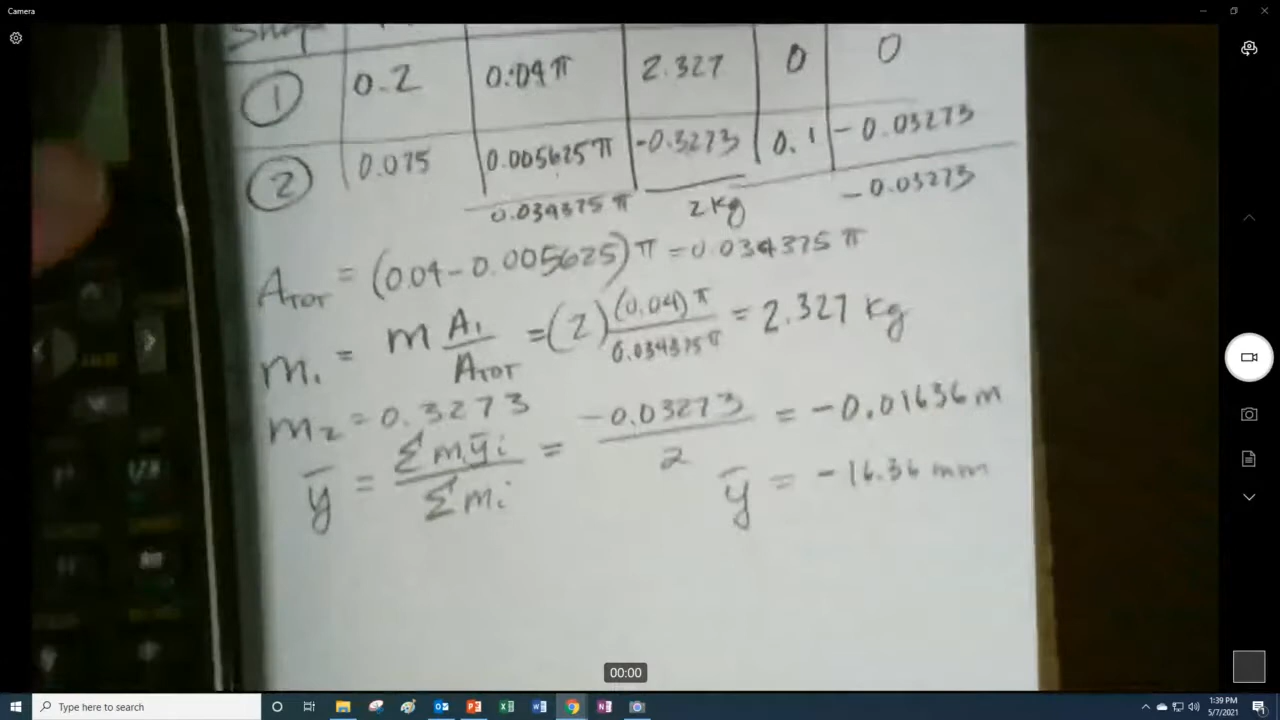 Camera
Shap
① 0.2 0.04π 2.327 0 0
② 0.075 0.005625π -0.3273 0.1 -0.03273
0.034375π 2kg -0.03273
A_TOT = (0.04-0.005625)π = 0.034375π
m₁ = m A₁/A_TOT = (2) (0.04)π/0.034375π = 2.327 kg
m₂ = 0.3273
ȳ = Σmᵢȳᵢ/Σmᵢ = -0.03273/2 = -0.01636 m
ȳ = -16.36 mm
00:00
Type here to search
1:39 PM
5/7/2021